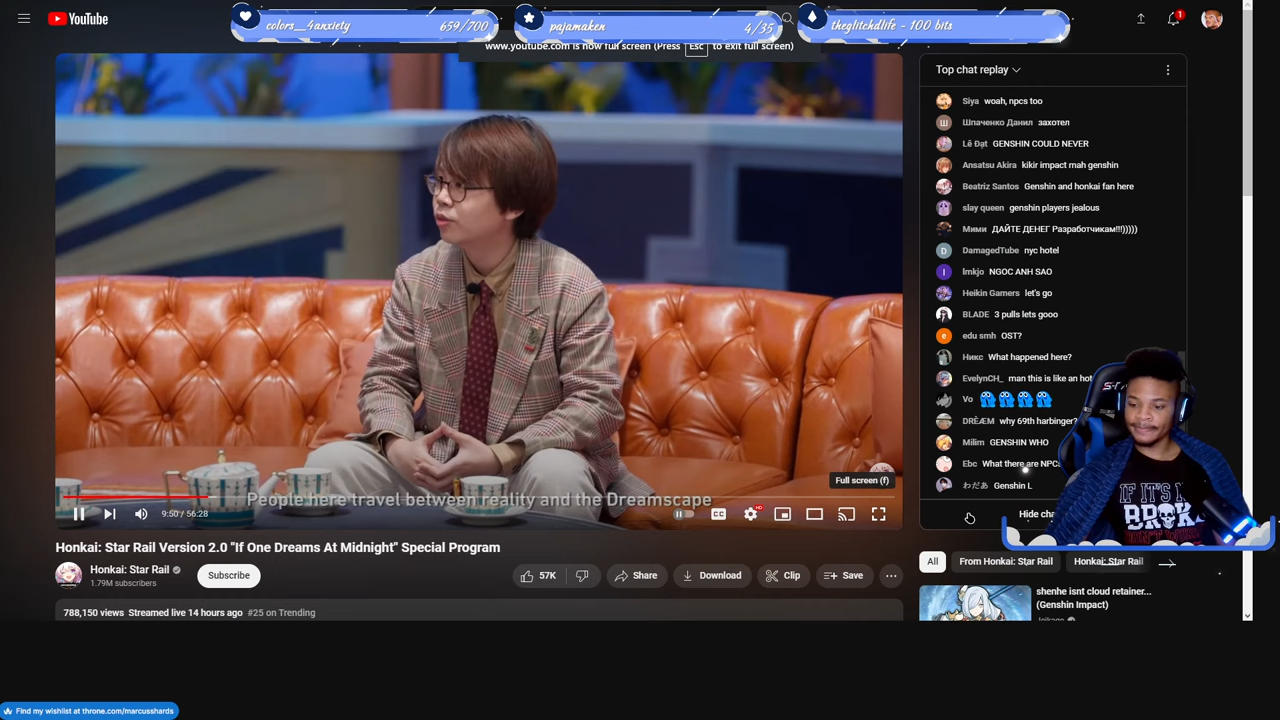 YouTube
colors__4anxiety 659/700
pajamaken 4/35
theglitchdlife - 100 bits
1
www.youtube.com is now full screen (Press Esc to exit full screen)
Top chat replay
Siya woah, npcs too
Ш Шпаченко Данил захотел
Lê Đạt GENSHIN COULD NEVER
Ansatsu Akira kikir impact mah genshin
Beatriz Santos Genshin and honkai fan here
slay queen genshin players jealous
Мими ДАЙТЕ ДЕНЕГ Разработчикам!!!)))))
D DamagedTube nyc hotel
l lmkjo NGOC ANH SAO
Heikin Gamers let's go
BLADE 3 pulls lets gooo
e edu smh OST?
Никс What happened here?
EvelynCH_ man this is like an hot
Vo
DRÈÆM why 69th harbinger?
Milim GENSHIN WHO
Ebc What there are NPCs
わだあ Genshin L
Hide cha
IF IT'S
BROKE
Full screen (f)
People here travel between reality and the Dreamscape
9:50 / 56:28
CC
HD
Honkai: Star Rail Version 2.0 "If One Dreams At Midnight" Special Program
Honkai: Star Rail
1.79M subscribers
Subscribe
57K
Share
Download
Clip
Save
788,150 views Streamed live 14 hours ago #25 on Trending
All
From Honkai: Star Rail
Honkai: Star Rail
shenhe isnt cloud retainer...
(Genshin Impact)
Find my wishlist at throne.com/marcusshards